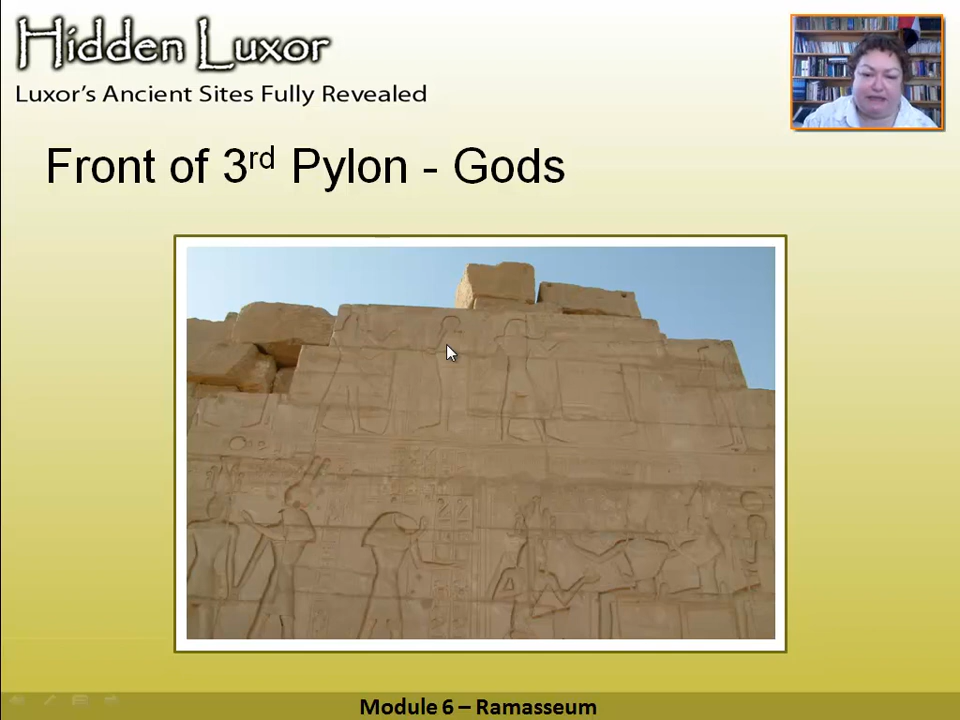 Hidden Luxor
Luxor's Ancient Sites Fully Revealed
Front of 3rd Pylon - Gods
Module 6 – Ramasseum